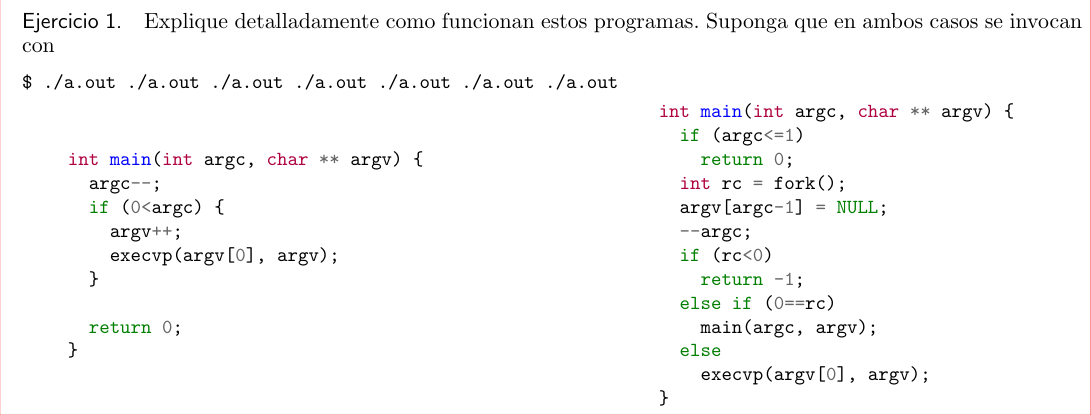 Ejercicio 1. Explique detalladamente como funcionan estos programas. Suponga que en ambos casos se invocan
con
$ ./a.out ./a.out ./a.out ./a.out ./a.out ./a.out ./a.out
int main(int argc, char ** argv) {
argc--;
if (0<argc) {
argv++;
execvp(argv[0], argv);
}
return 0;
}
int main(int argc, char ** argv) {
if (argc<=1)
return 0;
int rc = fork();
argv[argc-1] = NULL;
--argc;
if (rc<0)
return -1;
else if (0==rc)
main(argc, argv);
else
execvp(argv[0], argv);
}